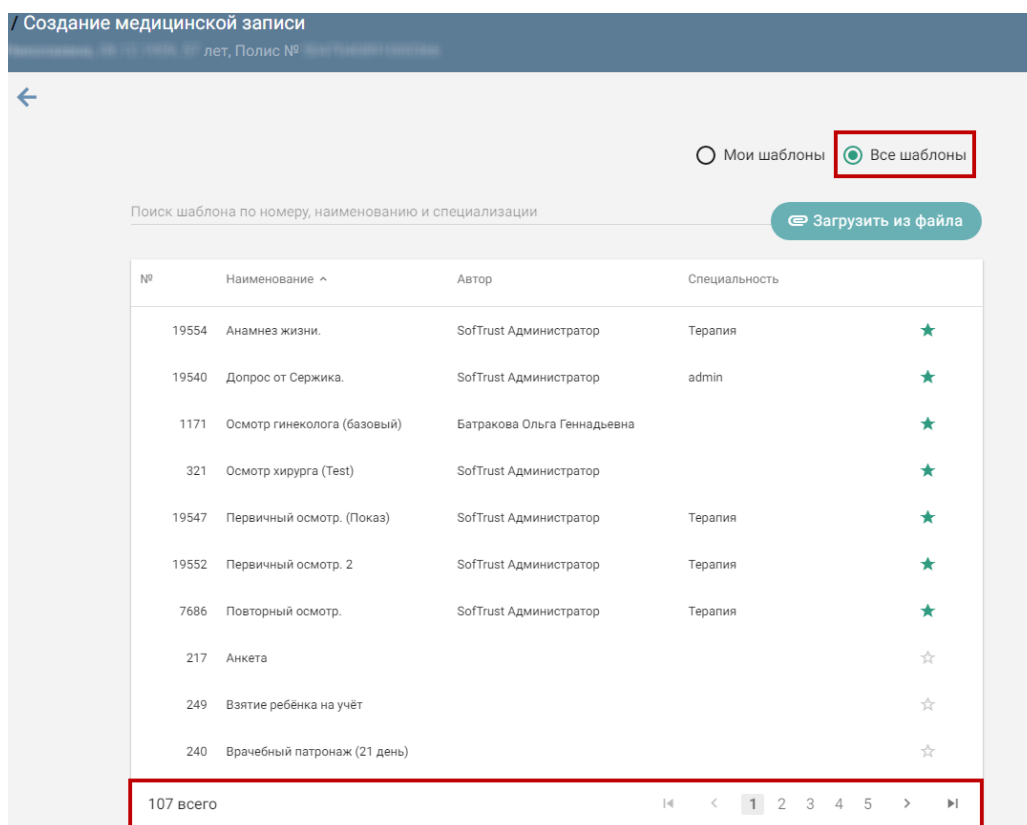 / Создание медицинской записи
лет, Полис №
Мои шаблоны Все шаблоны
Поиск шаблона по номеру, наименованию и специализации
Загрузить из файла
№ Наименование Автор Специальность
19554 Анамнез жизни. SofTrust Администратор Терапия
19540 Допрос от Сержика. SofTrust Администратор admin
1171 Осмотр гинеколога (базовый) Батракова Ольга Геннадьевна
321 Осмотр хирурга (Test) SofTrust Администратор
19547 Первичный осмотр. (Показ) SofTrust Администратор Терапия
19552 Первичный осмотр. 2 SofTrust Администратор Терапия
7686 Повторный осмотр. SofTrust Администратор Терапия
217 Анкета
249 Взятие ребёнка на учёт
240 Врачебный патронаж (21 день)
107 всего 1 2 3 4 5